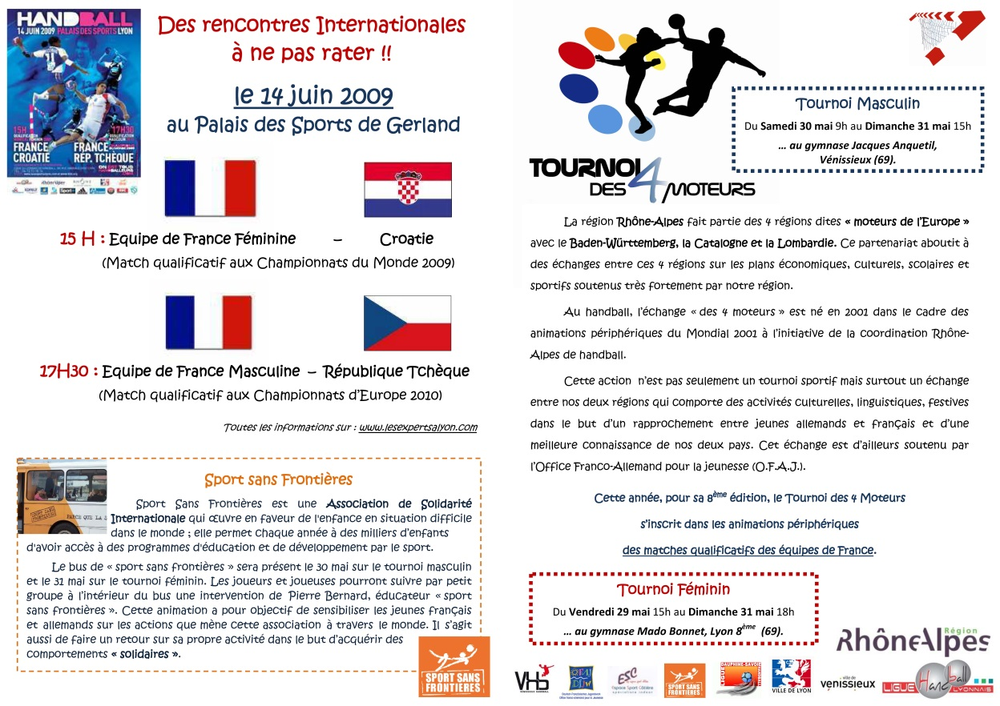 HANDBALL
14 JUIN 2009 PALAIS DES SPORTS LYON
15H
17H30
QUALIFICATION
FRANCE
CROATIE
FRANCE
RÉP. TCHÈQUE
Des rencontres Internationales
à ne pas rater !!
le 14 juin 2009
au Palais des Sports de Gerland
15 H : Equipe de France Féminine – Croatie
(Match qualificatif aux Championnats du Monde 2009)
17H30 : Equipe de France Masculine – République Tchèque
(Match qualificatif aux Championnats d'Europe 2010)
Toutes les informations sur : www.lesexpertsalyon.com
Sport sans Frontières
Sport Sans Frontières est une Association de Solidarité
Internationale qui Œuvre en faveur de l'enfance en situation difficile
dans le monde ; elle permet chaque année à des milliers d'enfants
d'avoir accès à des programmes d'éducation et de développement par le sport.
Le bus de « sport sans frontières » sera présent le 30 mai sur le tournoi masculin
et le 31 mai sur le tournoi féminin. Les joueurs et joueuses pourront suivre par petit
groupe à l'intérieur du bus une intervention de Pierre Bernard, éducateur « sport
sans frontières ». Cette animation a pour objectif de sensibiliser les jeunes français
et allemands sur les actions que mène cette association à travers le monde. Il s'agit
aussi de faire un retour sur sa propre activité dans le but d'acquérir des
comportements « solidaires ».
SPORT SANS
FRONTIERES
TOURNOI
DES 4 MOTEURS
Tournoi Masculin
Du Samedi 30 mai 9h au Dimanche 31 mai 15h
… au gymnase Jacques Anquetil,
Vénissieux (69).
La région Rhône-Alpes fait partie des 4 régions dites « moteurs de l'Europe »
avec le Baden-Württemberg, la Catalogne et la Lombardie. Ce partenariat aboutit à
des échanges entre ces 4 régions sur les plans économiques, culturels, scolaires et
sportifs soutenus très fortement par notre région.
Au handball, l'échange « des 4 moteurs » est né en 2001 dans le cadre des
animations périphériques du Mondial 2001 à l'initiative de la coordination Rhône-
Alpes de handball.
Cette action n'est pas seulement un tournoi sportif mais surtout un échange
entre nos deux régions qui comporte des activités culturelles, linguistiques, festives
dans le but d'un rapprochement entre jeunes allemands et français et d'une
meilleure connaissance de nos deux pays. Cet échange est d'ailleurs soutenu par
l'Office Franco-Allemand pour la jeunesse (O.F.A.J.).
Cette année, pour sa 8ème édition, le Tournoi des 4 Moteurs
s'inscrit dans les animations périphériques
des matches qualificatifs des équipes de France.
Tournoi Féminin
Du Vendredi 29 mai 15h au Dimanche 31 mai 18h
… au gymnase Mado Bonnet, Lyon 8ème (69).
Région
RhôneAlpes
VHb
OFAJ
DFJW
ESC
SPORT SANS
FRONTIERES
LIGUE
DAUPHINE-SAVOIE
VILLE DE LYON
ville de
venissieux
LIGUE Handball LYONNAIS